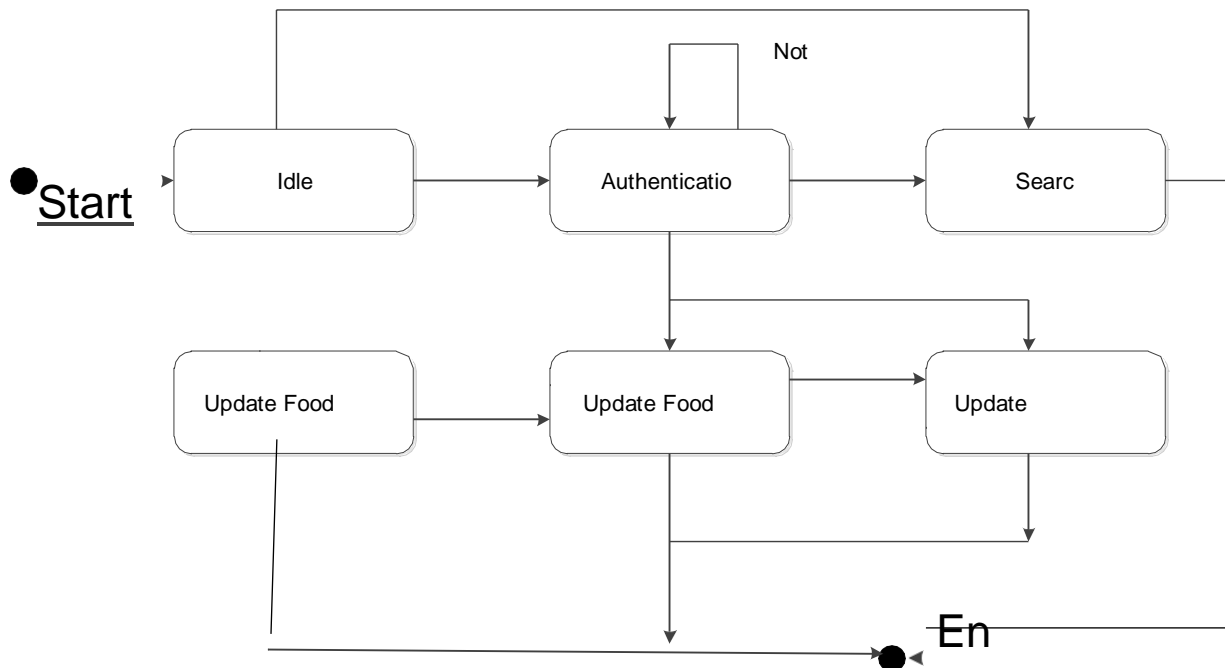 Not
Start
Idle
Authenticatio
Searc
Update Food
Update Food
Update
En